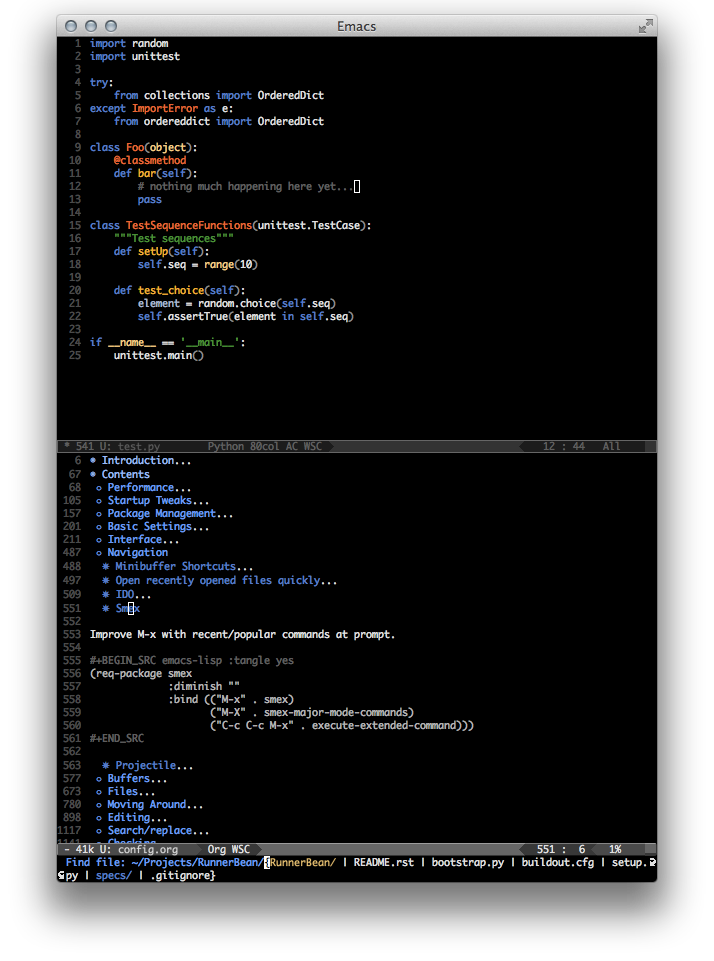 Emacs
1 import random
2 import unittest
3
4 try:
5     from collections import OrderedDict
6 except ImportError as e:
7     from ordereddict import OrderedDict
8
9 class Foo(object):
10     @classmethod
11     def bar(self):
12         # nothing much happening here yet...
13         pass
14
15 class TestSequenceFunctions(unittest.TestCase):
16     """Test sequences"""
17     def setUp(self):
18         self.seq = range(10)
19
20     def test_choice(self):
21         element = random.choice(self.seq)
22         self.assertTrue(element in self.seq)
23
24 if __name__ == '__main__':
25     unittest.main()
* 541 U: test.py Python 80col AC WSC 12 : 44 All
6 * Introduction...
67 * Contents
68 o Performance...
105 o Startup Tweaks...
157 o Package Management...
201 o Basic Settings...
211 o Interface...
487 o Navigation
488 * Minibuffer Shortcuts...
497 * Open recently opened files quickly...
509 * IDO...
551 * Smex
552
553 Improve M-x with recent/popular commands at prompt.
554
555 #+BEGIN_SRC emacs-lisp :tangle yes
556 (req-package smex
557              :diminish ""
558              :bind (("M-x" . smex)
559                     ("M-X" . smex-major-mode-commands)
560                     ("C-c C-c M-x" . execute-extended-command)))
561 #+END_SRC
562
563 * Projectile...
577 o Buffers...
673 o Files...
780 o Moving Around...
898 o Editing...
1117 o Search/replace...
1141 o Checking
- 41k U: config.org Org WSC 551 : 6 1%
Find file: ~/Projects/RunnerBean/{RunnerBean/ | README.rst | bootstrap.py | buildout.cfg | setup.
py | specs/ | .gitignore}